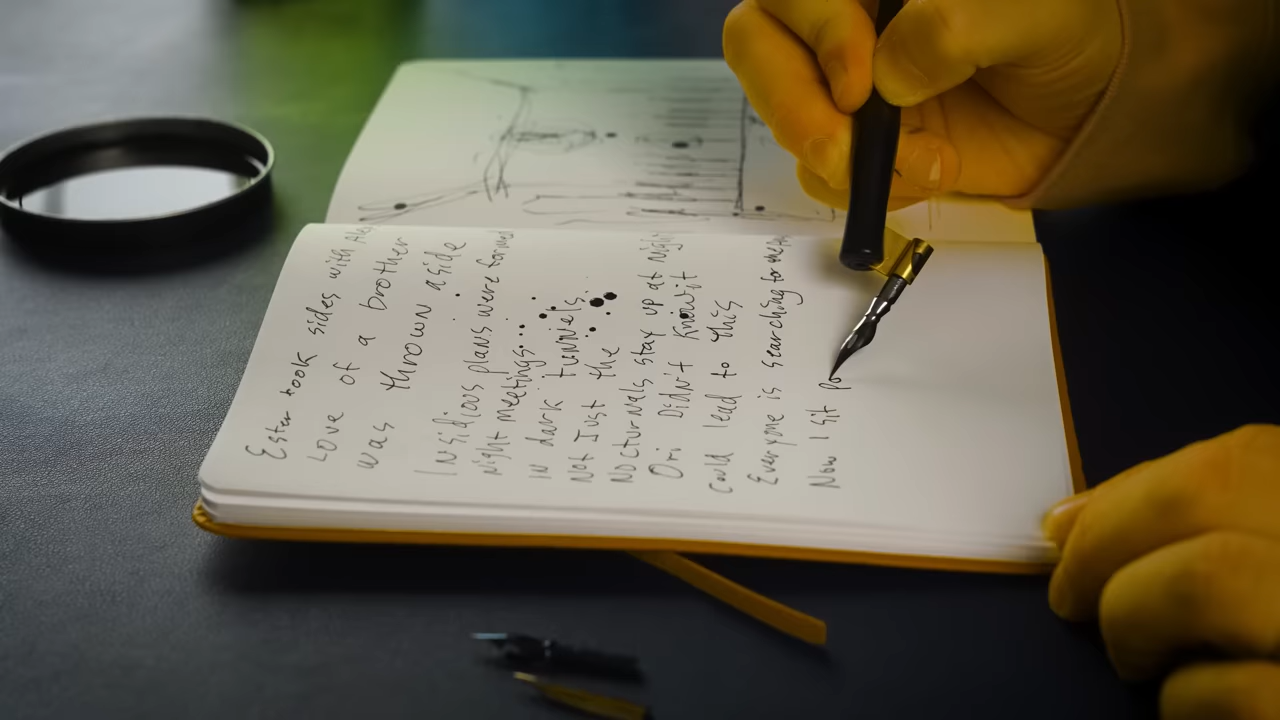 Ester took sides with Alex
Love of a brother
was thrown aside
Insidious plans were formed
Night meetings.
In dark tunnels.
Not Just the
Nocturnals stay up at Night
Ori Didn't Know it
could lead to this
Everyone is searching for
Now I sit